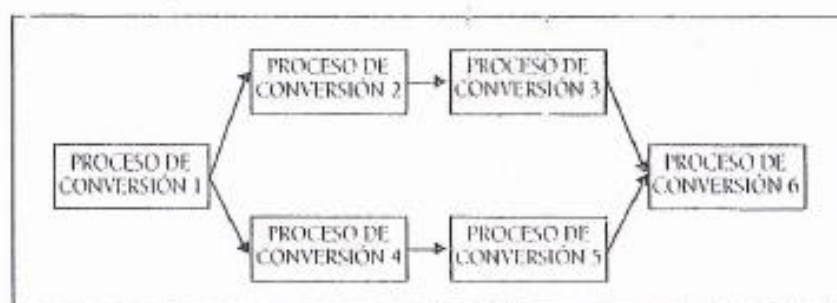 PROCESO DE
CONVERSIÓN 1
PROCESO DE
CONVERSIÓN 2
PROCESO DE
CONVERSIÓN 3
PROCESO DE
CONVERSIÓN 4
PROCESO DE
CONVERSIÓN 5
PROCESO DE
CONVERSIÓN 6